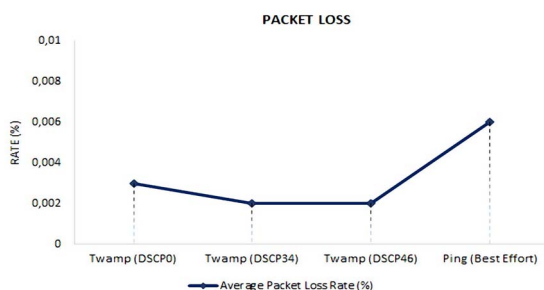 PACKET LOSS
0,01
0,008
0,006
0,004
0,002
0
RATE (%)
Twamp (DSCP0) Twamp (DSCP34) Twamp (DSCP46) Ping (Best Effort)
Average Packet Loss Rate (%)